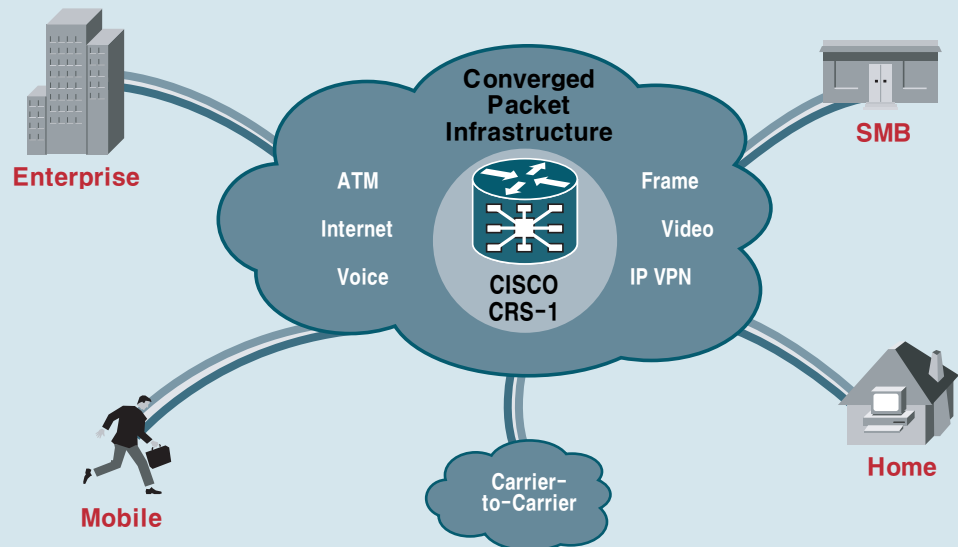 Converged
Packet
Infrastructure
ATM
Internet
Voice
CISCO
CRS-1
Frame
Video
IP VPN
Enterprise
SMB
Mobile
Carrier-
to-Carrier
Home